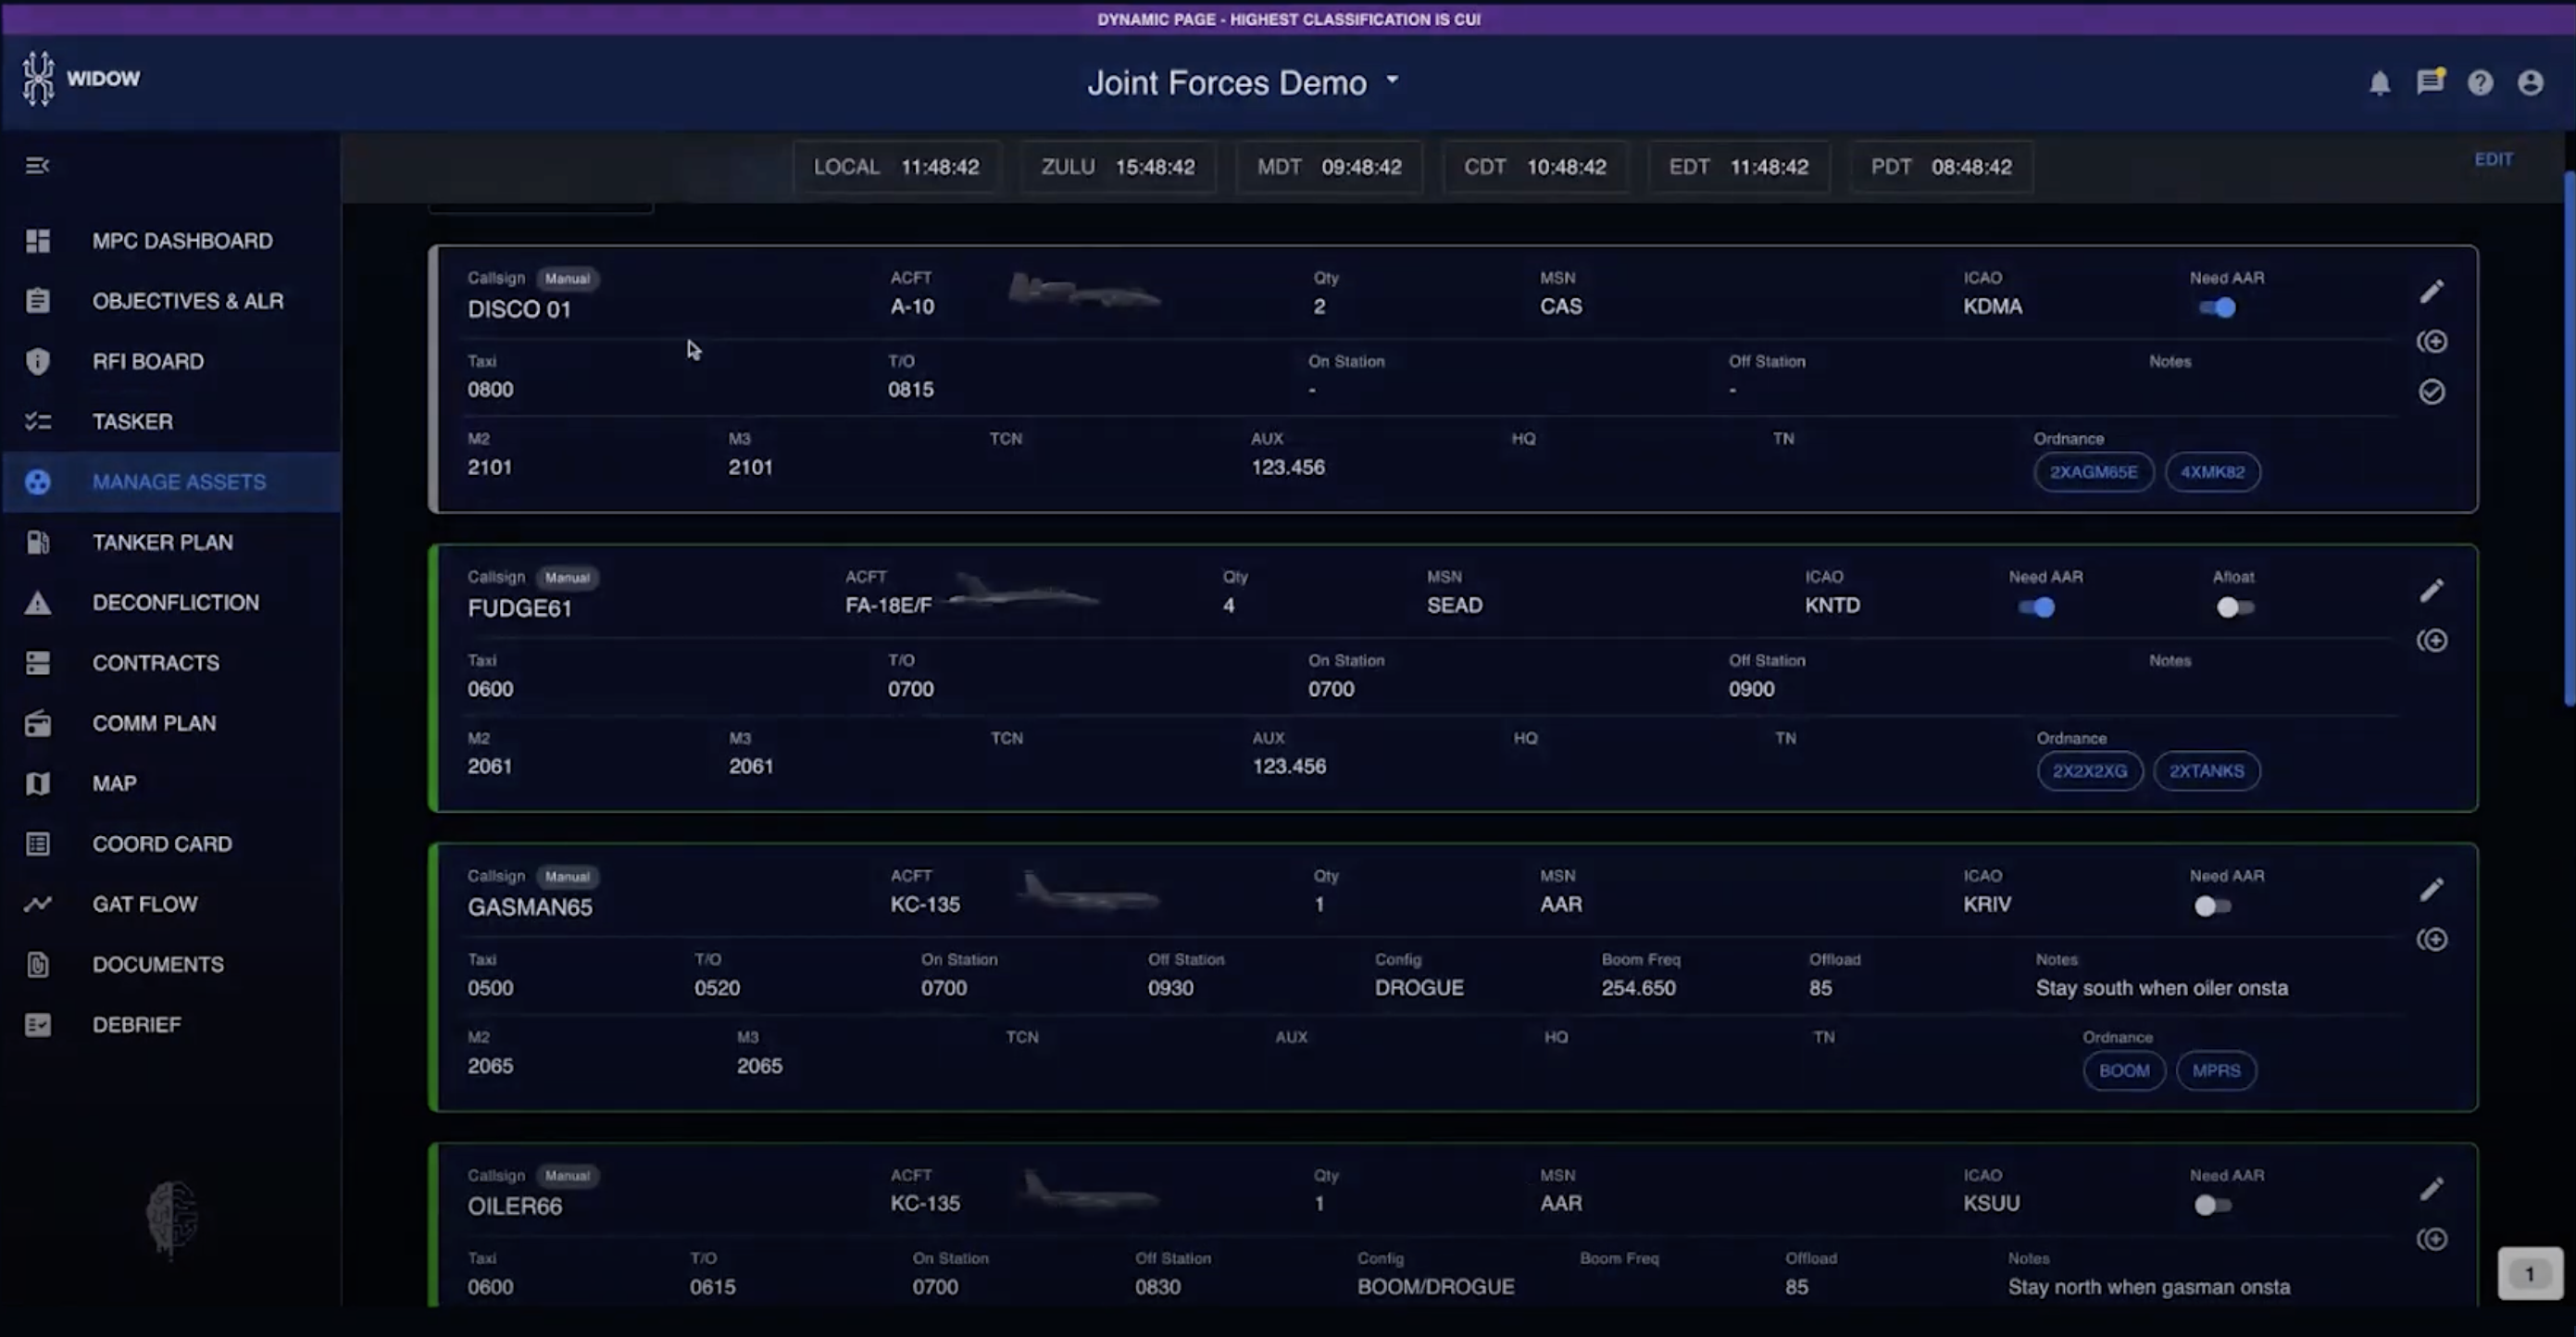 DYNAMIC PAGE - HIGHEST CLASSIFICATION IS CUI
WIDOW
Joint Forces Demo
LOCAL 11:48:42 ZULU 15:48:42 MDT 09:48:42 CDT 10:48:42 EDT 11:48:42 PDT 08:48:42
EDIT
MPC DASHBOARD
OBJECTIVES & ALR
RFI BOARD
TASKER
MANAGE ASSETS
TANKER PLAN
DECONFLICTION
CONTRACTS
COMM PLAN
MAP
COORD CARD
GAT FLOW
DOCUMENTS
DEBRIEF
Callsign Manual ACFT Qty MSN ICAO Need AAR
DISCO 01 A-10 2 CAS KDMA
Taxi T/O On Station Off Station Notes
0800 0815 - -
M2 M3 TCN AUX HQ TN Ordnance
2101 2101 123.456 2XAGM65E 4XMK82
Callsign Manual ACFT Qty MSN ICAO Need AAR Afloat
FUDGE61 FA-18E/F 4 SEAD KNTD
Taxi T/O On Station Off Station Notes
0600 0700 0700 0900
M2 M3 TCN AUX HQ TN Ordnance
2061 2061 123.456 2X2X2XG 2XTANKS
Callsign Manual ACFT Qty MSN ICAO Need AAR
GASMAN65 KC-135 1 AAR KRIV
Taxi T/O On Station Off Station Config Boom Freq Offload Notes
0500 0520 0700 0930 DROGUE 254.650 85 Stay south when oiler onsta
M2 M3 TCN AUX HQ TN Ordnance
2065 2065 BOOM MPRS
Callsign Manual ACFT Qty MSN ICAO Need AAR
OILER66 KC-135 1 AAR KSUU
Taxi T/O On Station Off Station Config Boom Freq Offload Notes
0600 0615 0700 0830 BOOM/DROGUE 85 Stay north when gasman onsta
1